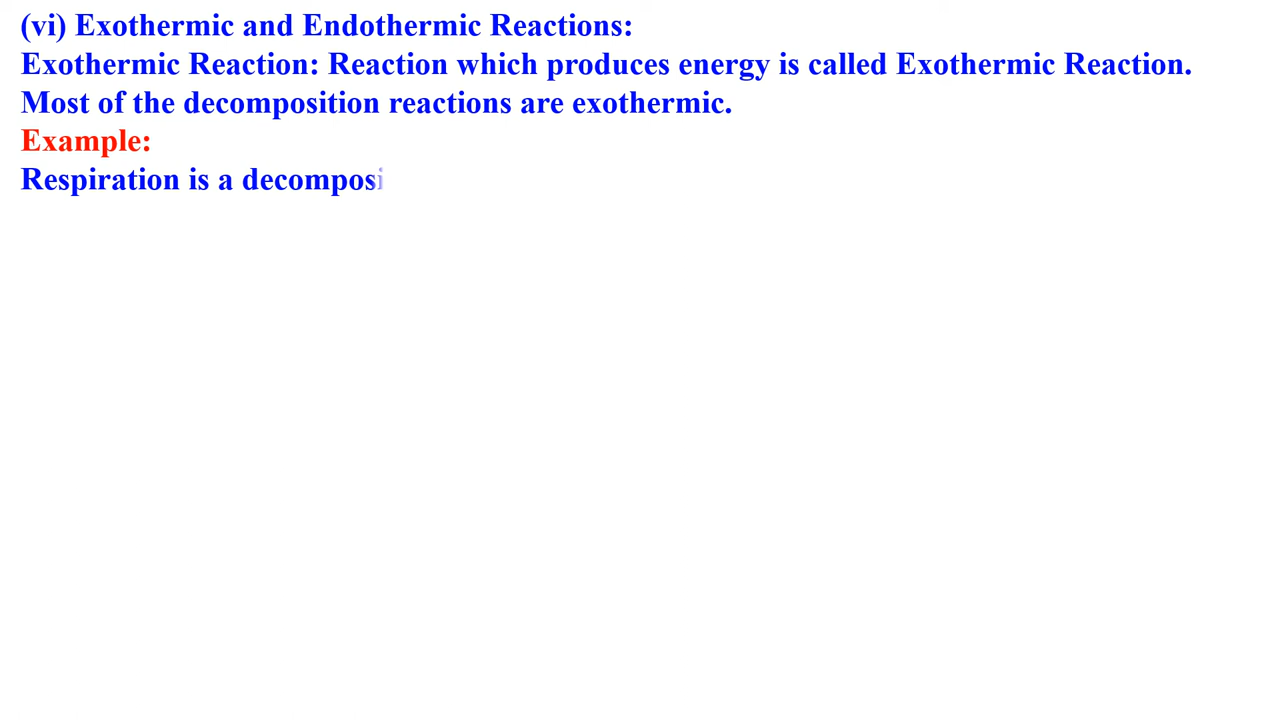 (vi) Exothermic and Endothermic Reactions:
Exothermic Reaction: Reaction which produces energy is called Exothermic Reaction.
Most of the decomposition reactions are exothermic.
Example:
Respiration is a decomposi